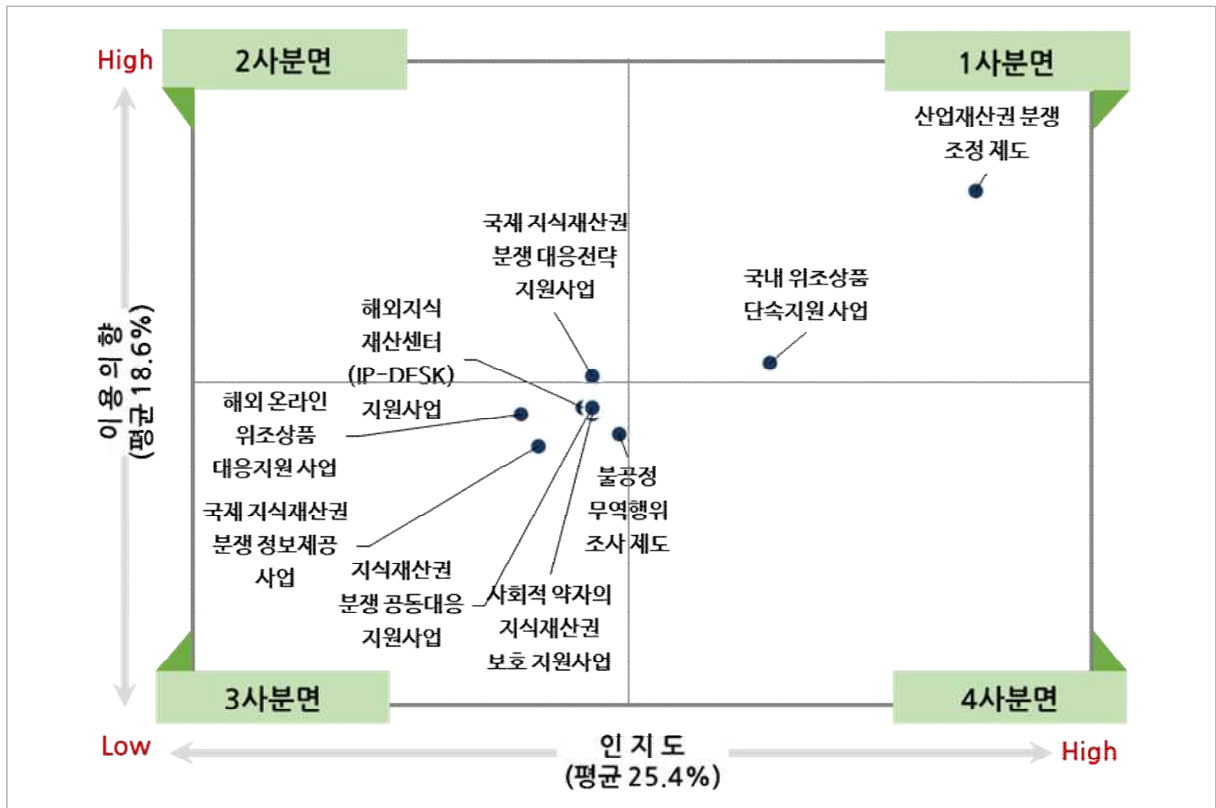 High
2사분면
1사분면
산업재산권 분쟁
조정 제도
국제 지식재산권
분쟁 대응전략
지원사업
국내 위조상품
단속지원 사업
해외지식
재산센터
(IP-DESK)
지원사업
이 용 의 향
(평균 18.6%)
해외 온라인
위조상품
대응지원 사업
불공정
무역행위
조사 제도
국제 지식재산권
분쟁 정보제공
사업
지식재산권
분쟁 공동대응
지원사업
사회적 약자의
지식재산권
보호 지원사업
3사분면
4사분면
Low
인 지 도
(평균 25.4%)
High